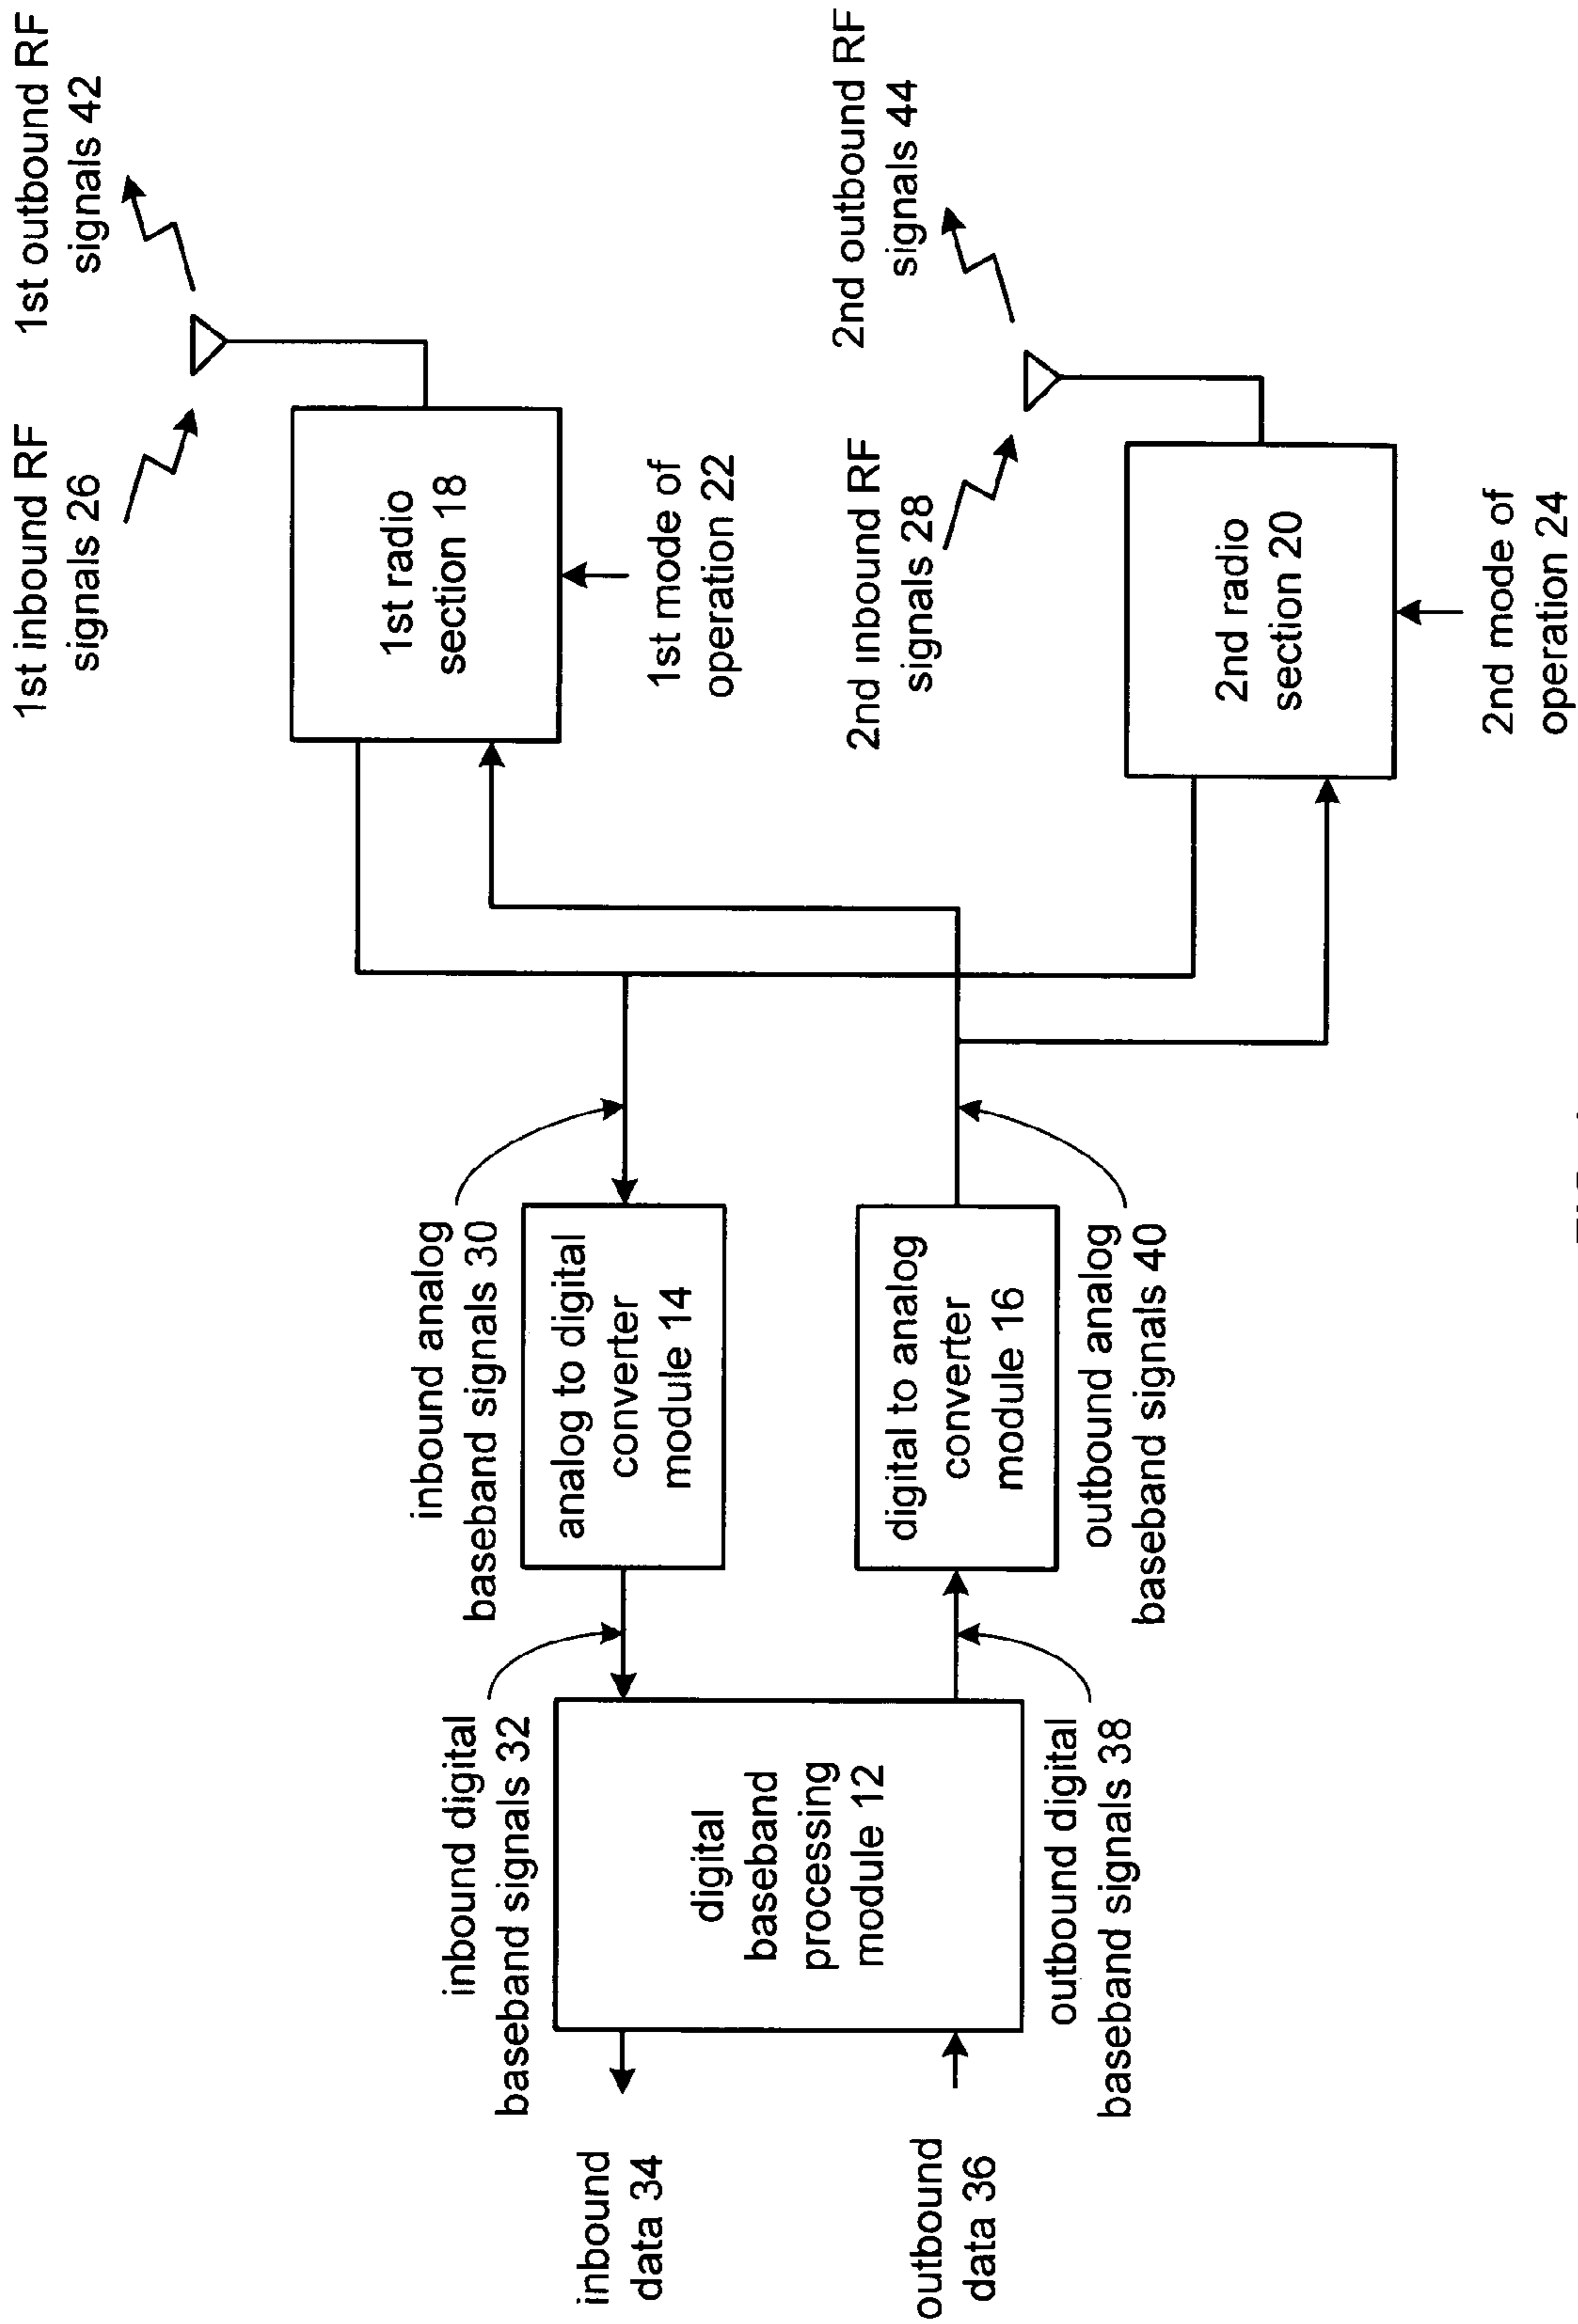 1st inbound RF
signals 26
1st outbound RF
signals 42
1st radio
section 18
1st mode of
operation 22
2nd inbound RF
signals 28
2nd outbound RF
signals 44
2nd radio
section 20
2nd mode of
operation 24
inbound analog
baseband signals 30
analog to digital
converter
module 14
digital to analog
converter
module 16
outbound analog
baseband signals 40
inbound digital
baseband signals 32
digital
baseband
processing
module 12
outbound digital
baseband signals 38
inbound
data 34
outbound
data 36